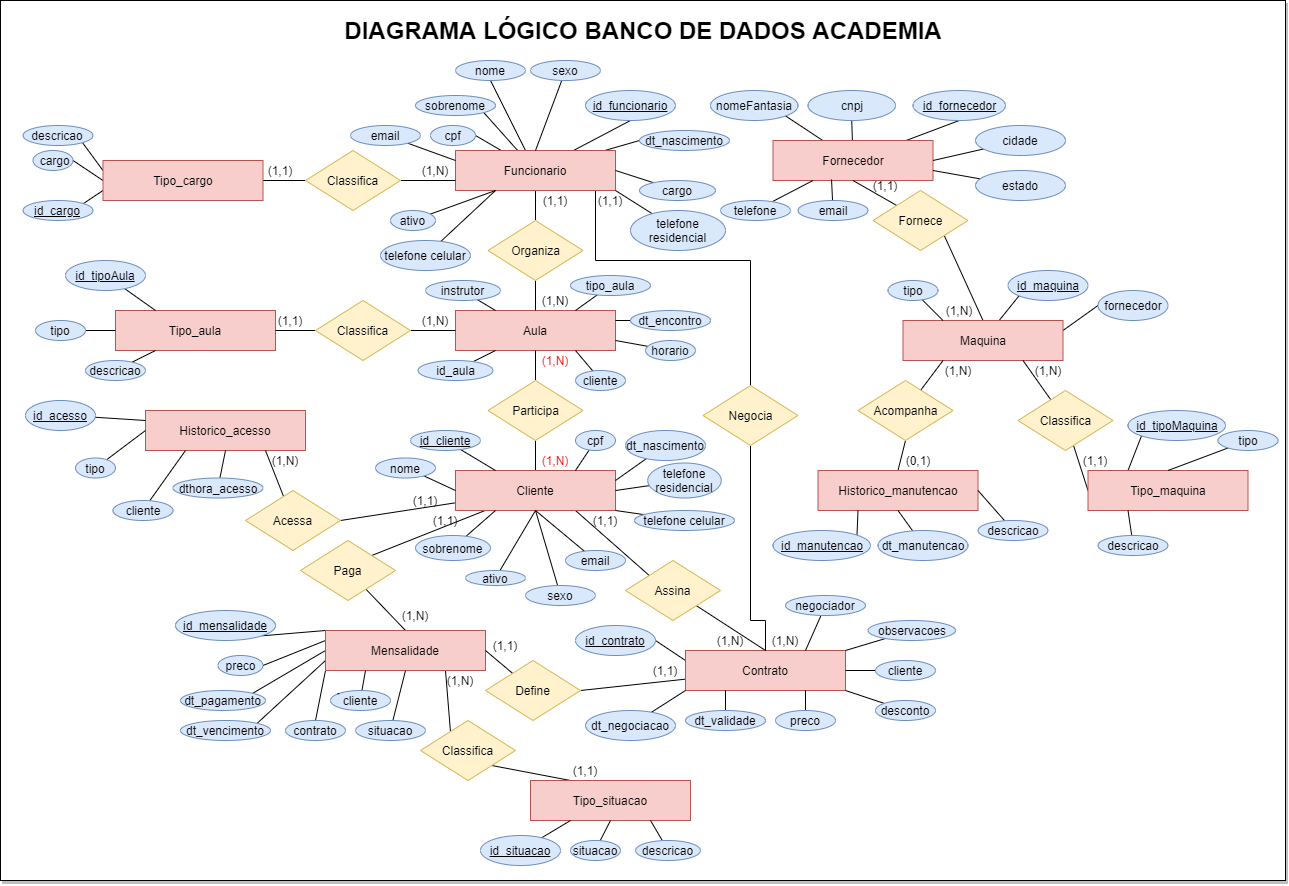 DIAGRAMA LÓGICO BANCO DE DADOS ACADEMIA
nome
sexo
sobrenome
id_funcionario
email
cpf
dt_nascimento
descricao
cargo
id_cargo
Tipo_cargo
(1,1)
Classifica
(1,N)
Funcionario
cargo
telefone
residencial
ativo
telefone celular
(1,1)
(1,1)
nomeFantasia
cnpj
id_fornecedor
cidade
estado
Fornecedor
telefone
email
(1,1)
Fornece
Organiza
(1,N)
id_tipoAula
tipo
descricao
Tipo_aula
(1,1)
Classifica
(1,N)
instrutor
tipo_aula
Aula
dt_encontro
horario
id_aula
cliente
(1,N)
tipo
id_maquina
fornecedor
(1,N)
Maquina
(1,N)
(1,N)
Participa
Negocia
Acompanha
Classifica
id_tipoMaquina
tipo
(0,1)
(1,1)
Historico_manutencao
Tipo_maquina
id_manutencao
dt_manutencao
descricao
descricao
id_acesso
Historico_acesso
tipo
cliente
dthora_acesso
(1,N)
Acessa
id_cliente
cpf
dt_nascimento
nome
(1,N)
telefone
residencial
Cliente
telefone celular
(1,1)
(1,1)
(1,1)
sobrenome
ativo
sexo
email
Paga
Assina
(1,N)
id_mensalidade
preco
dt_pagamento
dt_vencimento
contrato
cliente
situacao
Mensalidade
(1,1)
(1,N)
Define
(1,1)
id_contrato
(1,N)
(1,N)
negociador
observacoes
cliente
desconto
Contrato
dt_negociacao
dt_validade
preco
Classifica
(1,1)
Tipo_situacao
id_situacao
situacao
descricao